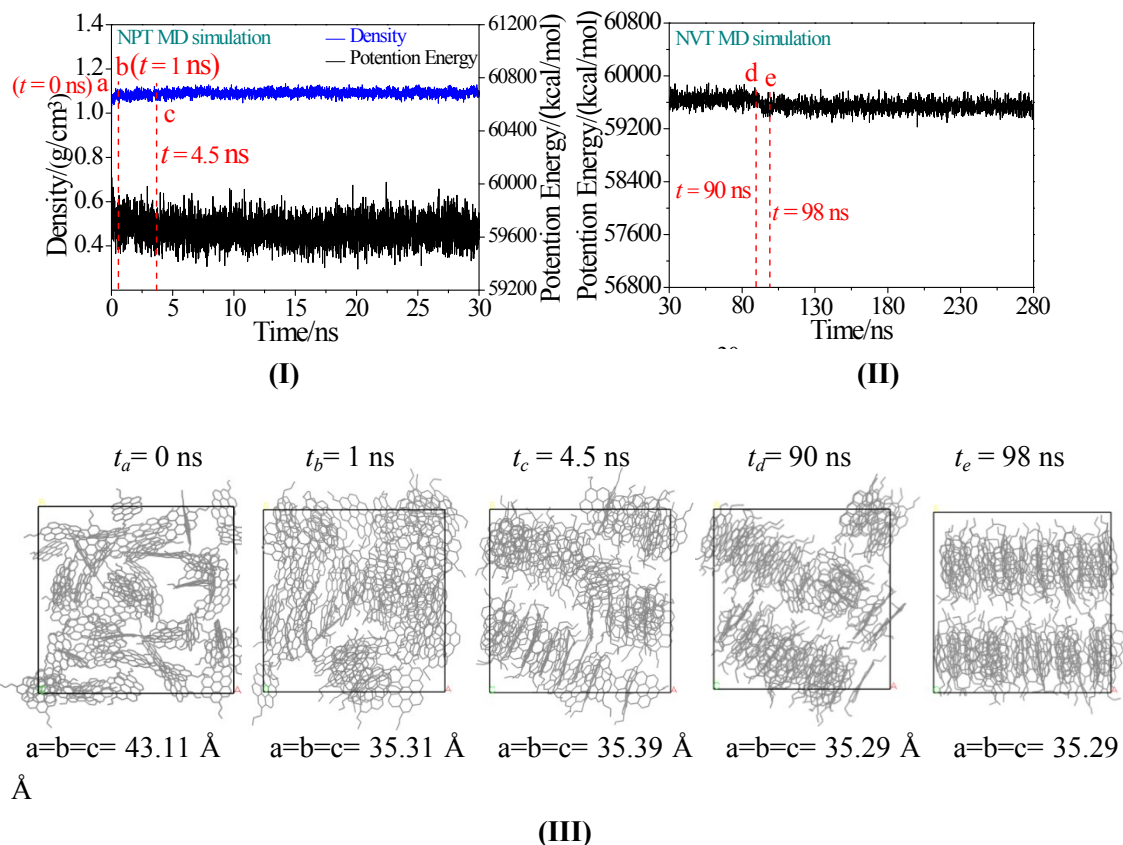 1.4
1.2
1.0
0.8
0.6
0.4
Density/(g/cm³)
NPT MD simulation
Density
Potention Energy
(t=0 ns) a
b(t=1 ns)
c
t=4.5 ns
61200
60800
60400
60000
59600
59200
Potention Energy/(kcal/mol)
0 5 10 15 20 25 30
Time/ns
(I)
60800
60000
59200
58400
57600
56800
Potention Energy/(kcal/mol)
NVT MD simulation
d
e
t=90 ns
t=98 ns
30 80 130 180 230 280
Time/ns
(II)
ta= 0 ns tb= 1 ns tc = 4.5 ns td= 90 ns te = 98 ns
a=b=c= 43.11 Å a=b=c= 35.31 Å a=b=c= 35.39 Å a=b=c= 35.29 Å a=b=c= 35.29
Å
(III)